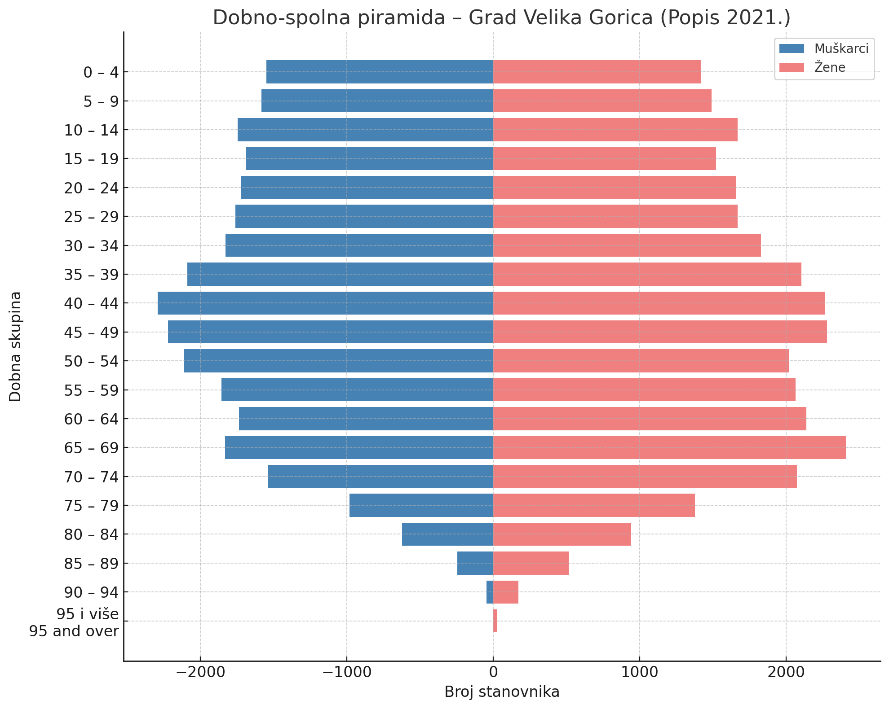 Dobno-spolna piramida – Grad Velika Gorica (Popis 2021.)
Muškarci
Žene
0 – 4
5 – 9
10 – 14
15 – 19
20 – 24
25 – 29
30 – 34
35 – 39
40 – 44
45 – 49
50 – 54
55 – 59
60 – 64
65 – 69
70 – 74
75 – 79
80 – 84
85 – 89
90 – 94
95 i više
95 and over
Dobna skupina
−2000
−1000
0
1000
2000
Broj stanovnika